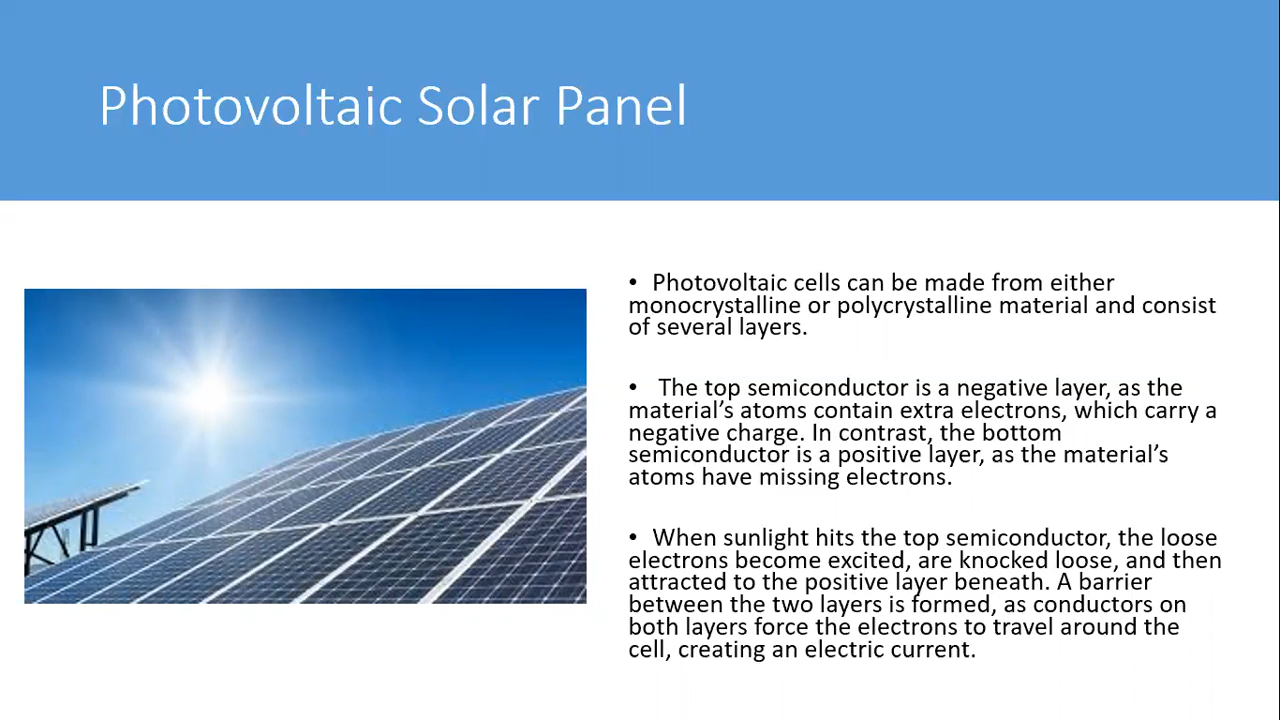 Photovoltaic Solar Panel
• Photovoltaic cells can be made from either
monocrystalline or polycrystalline material and consist
of several layers.
• The top semiconductor is a negative layer, as the
material’s atoms contain extra electrons, which carry a
negative charge. In contrast, the bottom
semiconductor is a positive layer, as the material’s
atoms have missing electrons.
• When sunlight hits the top semiconductor, the loose
electrons become excited, are knocked loose, and then
attracted to the positive layer beneath. A barrier
between the two layers is formed, as conductors on
both layers force the electrons to travel around the
cell, creating an electric current.